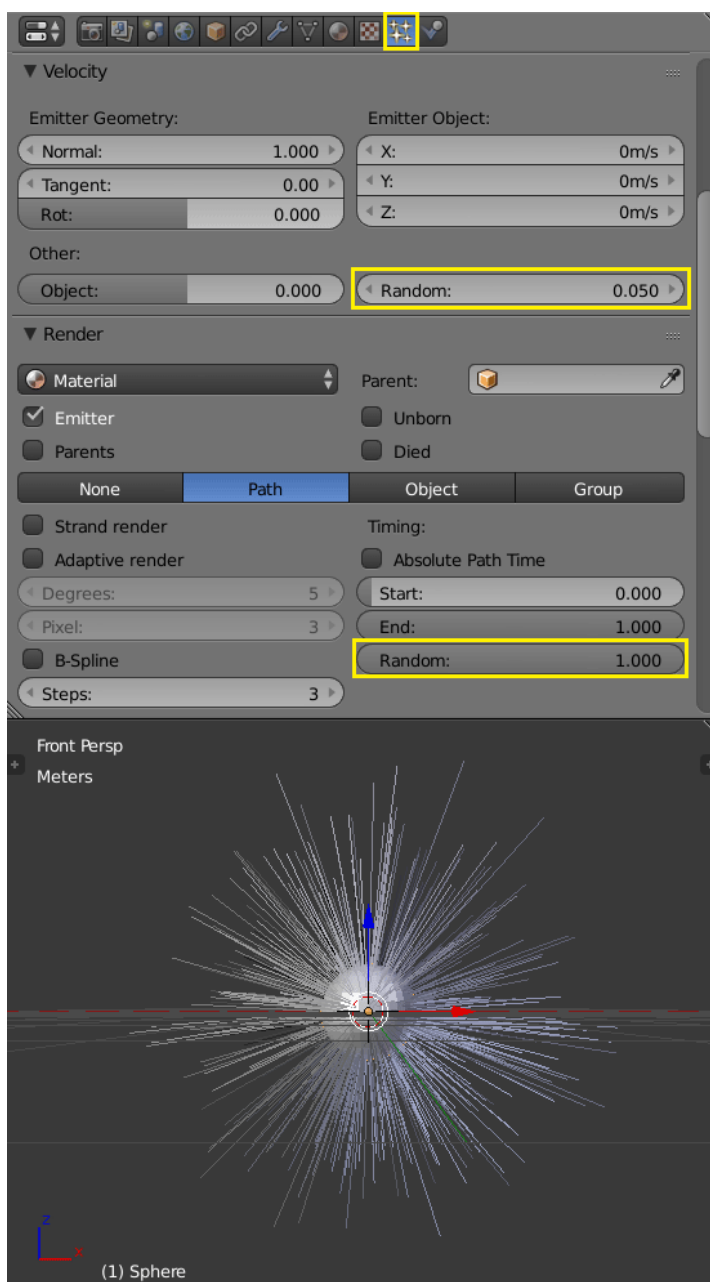 Velocity
Emitter Geometry: Emitter Object:
Normal: 1.000 X: 0m/s
Tangent: 0.00 Y: 0m/s
Rot: 0.000 Z: 0m/s
Other:
Object: 0.000 Random: 0.050
Render
Material Parent:
Emitter Unborn
Parents Died
None Path Object Group
Strand render Timing:
Adaptive render Absolute Path Time
Degrees: 5 Start: 0.000
Pixel: 3 End: 1.000
B-Spline Random: 1.000
Steps: 3
Front Persp
Meters
z
x
(1) Sphere